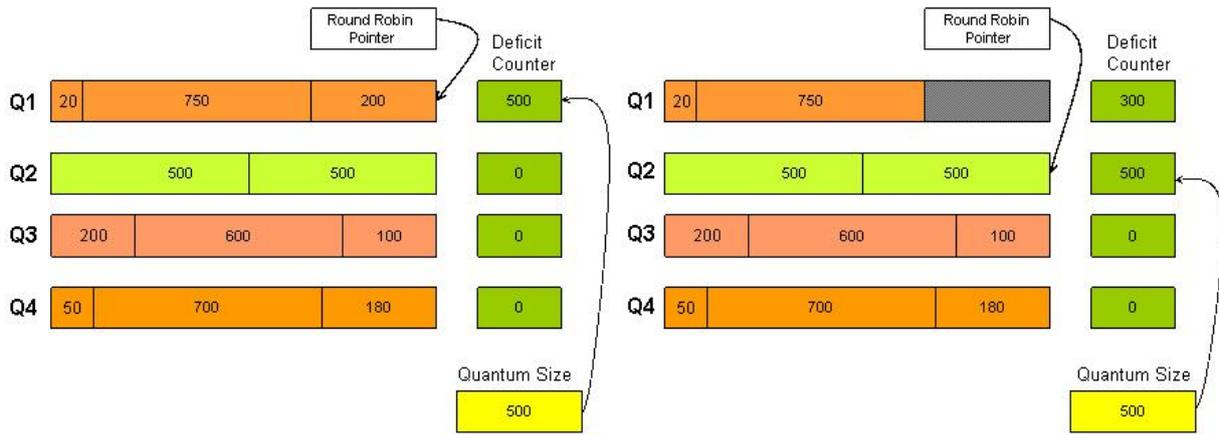 Round Robin
Pointer
Deficit
Counter
Q1 20 750 200 500
Q2 500 500 0
Q3 200 600 100 0
Q4 50 700 180 0
Quantum Size
500
Round Robin
Pointer
Deficit
Counter
Q1 20 750 300
Q2 500 500 500
Q3 200 600 100 0
Q4 50 700 180 0
Quantum Size
500